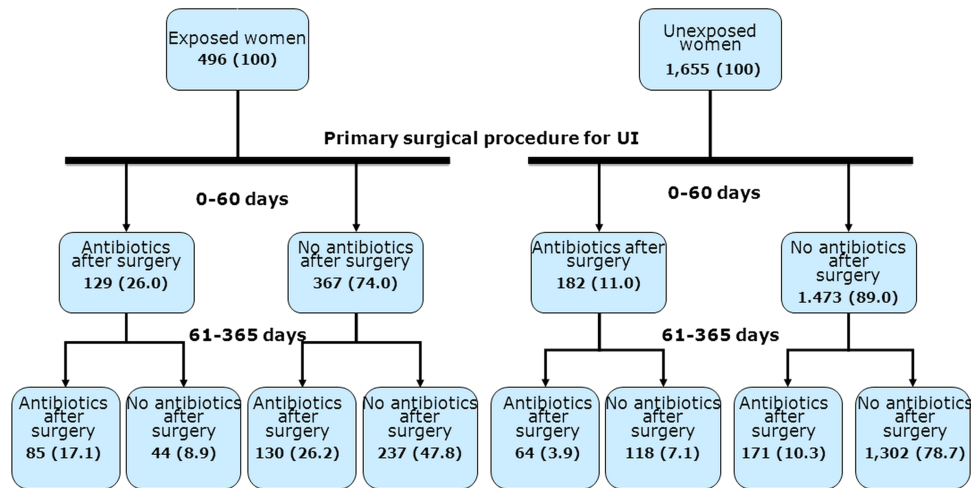 Exposed women
496 (100)
Unexposed
women
1,655 (100)
Primary surgical procedure for UI
0-60 days
0-60 days
Antibiotics
after surgery
129 (26.0)
No antibiotics
after surgery
367 (74.0)
Antibiotics after
surgery
182 (11.0)
No antibiotics
after
surgery
1.473 (89.0)
61-365 days
61-365 days
Antibiotics
after
surgery
85 (17.1)
No antibiotics
after
surgery
44 (8.9)
Antibiotics
after
surgery
130 (26.2)
No antibiotics
after
surgery
237 (47.8)
Antibiotics
after
surgery
64 (3.9)
No antibiotics
after
surgery
118 (7.1)
Antibiotics
after
surgery
171 (10.3)
No antibiotics
after
surgery
1,302 (78.7)